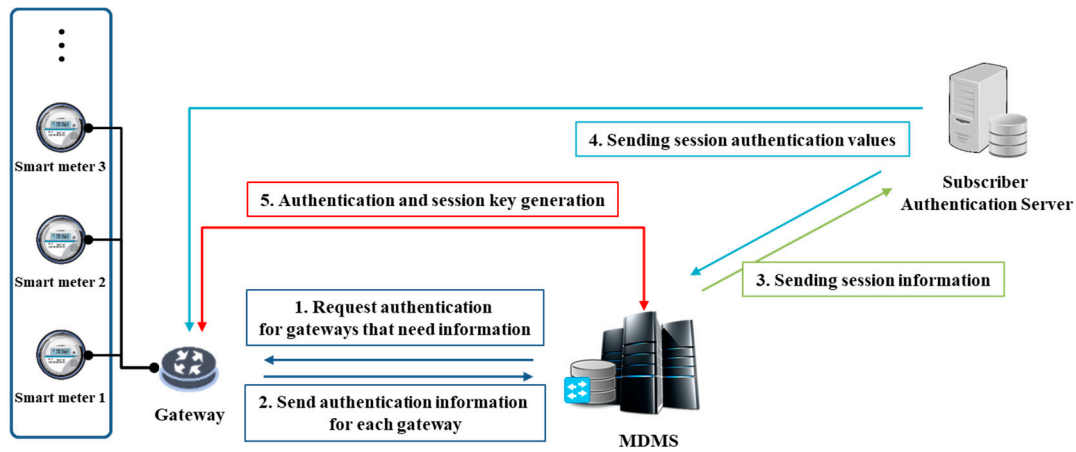 Smart meter 3
Smart meter 2
Smart meter 1
Gateway
4. Sending session authentication values
5. Authentication and session key generation
1. Request authentication
for gateways that need information
2. Send authentication information
for each gateway
3. Sending session information
Subscriber
Authentication Server
MDMS